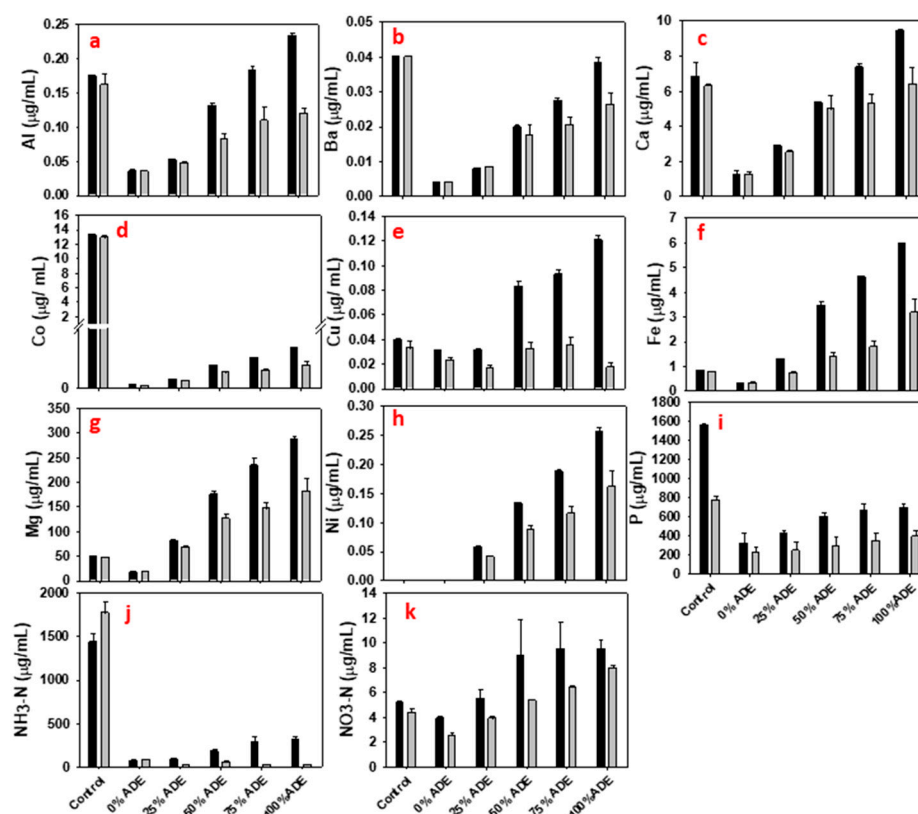 a
Al (µg/mL)
0.25
0.20
0.15
0.10
0.05
0.00
b
Ba (µg/mL)
0.04
0.03
0.02
0.01
0.00
c
Ca (µg/mL)
10
8
6
4
2
0
d
Co (µg/ mL)
16
14
12
10
8
6
4
2
0
e
Cu (µg/ mL)
0.14
0.12
0.10
0.08
0.06
0.04
0.02
0.00
f
Fe (µg/mL)
6
5
4
3
2
1
0
g
Mg (µg/mL)
350
300
250
200
150
100
50
0
h
Ni (µg/mL)
0.30
0.25
0.20
0.15
0.10
0.05
0.00
i
P (µg/mL)
1800
1600
1400
1200
1000
800
600
400
200
0
Control
0% ADE
25% ADE
50% ADE
75% ADE
100%ADE
j
NH3-N (µg/mL)
2000
1500
1000
500
0
Control
0% ADE
25% ADE
50% ADE
75% ADE
100%ADE
k
NO3-N (µg/mL)
14
12
10
8
6
4
2
0
Control
0% ADE
25% ADE
50% ADE
75% ADE
100%ADE